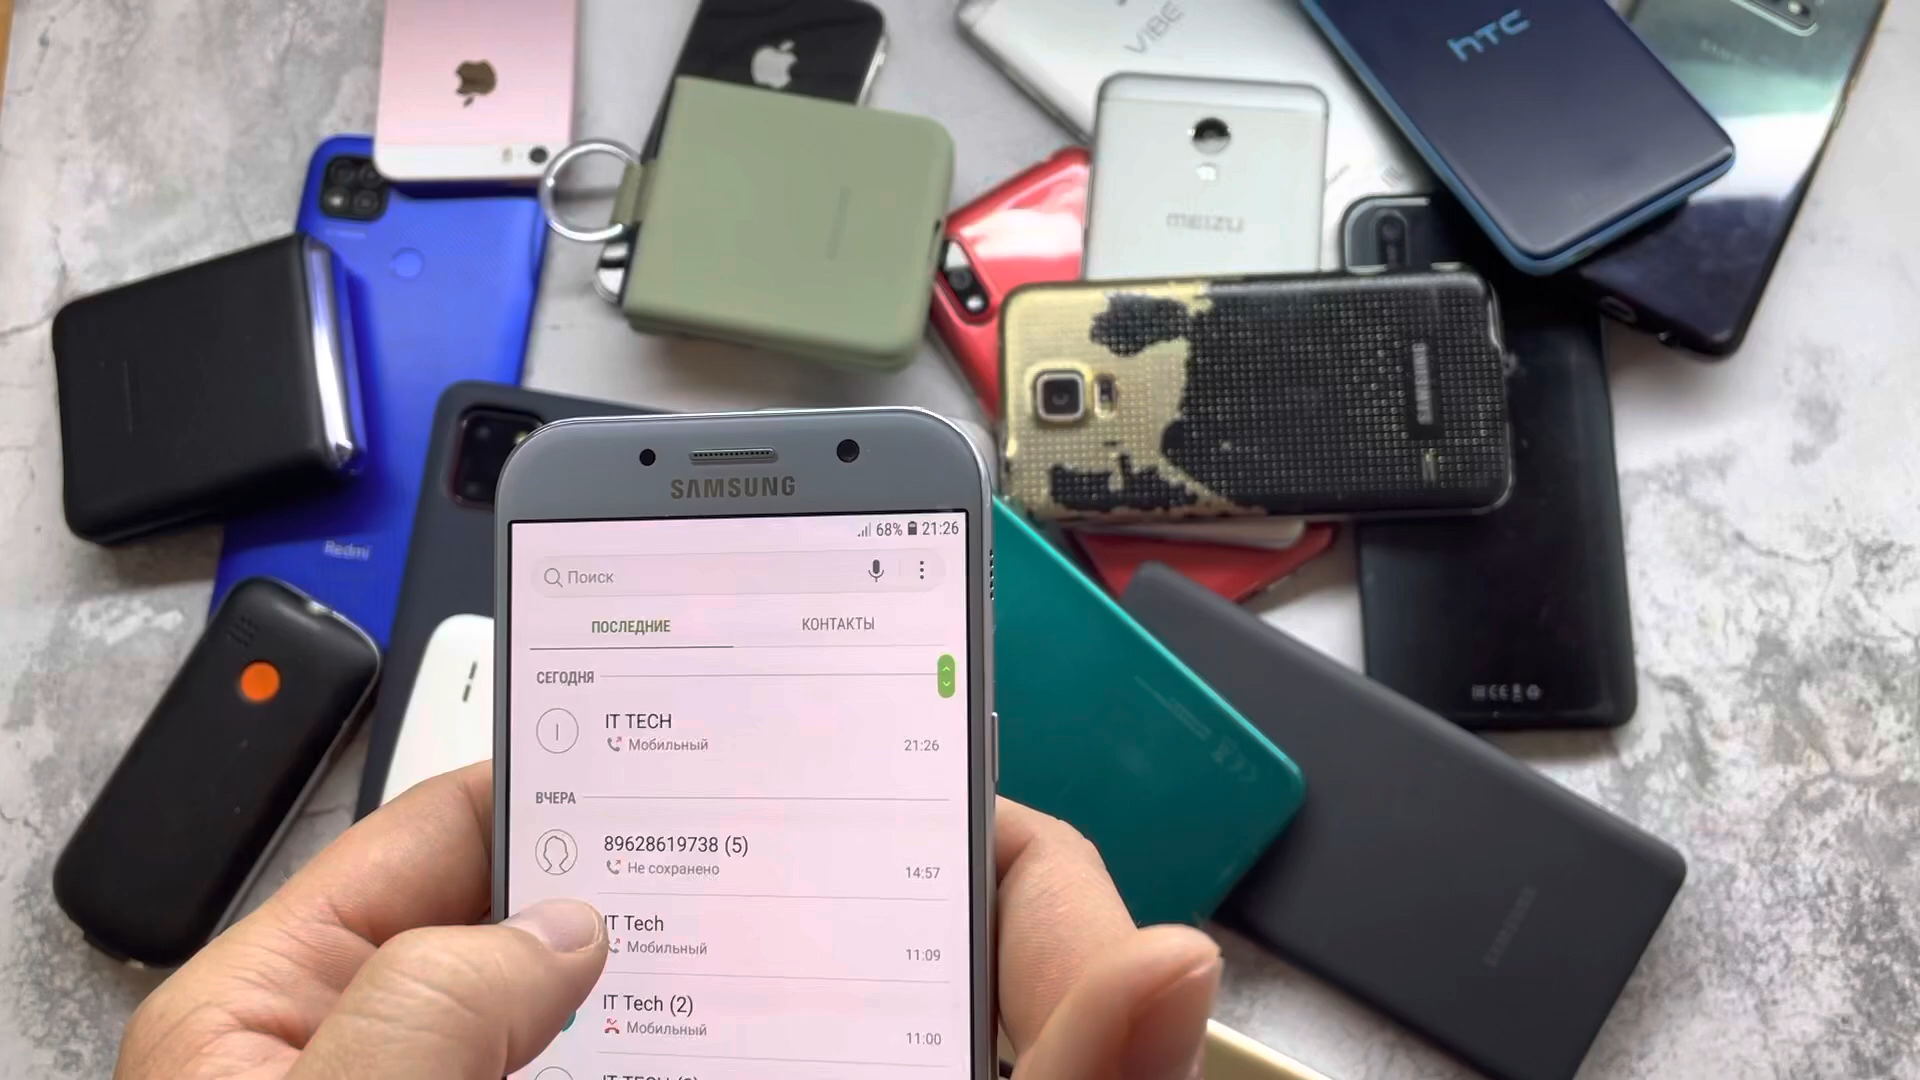 VIBE
hTC
MEIZU
SAMSUNG
Redmi
SAMSUNG
68% 21:26
Поиск
ПОСЛЕДНИЕ
КОНТАКТЫ
СЕГОДНЯ
I
IT TECH
Мобильный
21:26
ВЧЕРА
89628619738 (5)
Не сохранено
14:57
IT Tech
Мобильный
11:09
IT Tech (2)
Мобильный
11:00
SAMSUNG